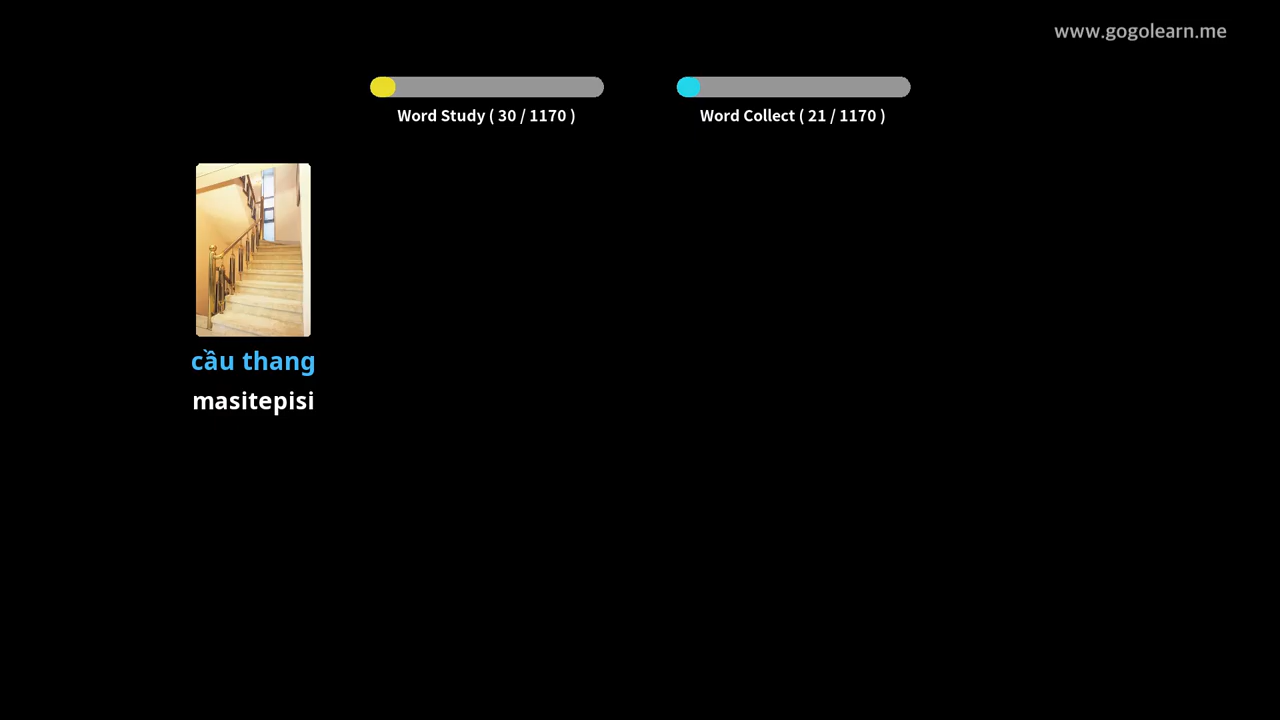 www.gogolearn.me
Word Study ( 30 / 1170 )
Word Collect ( 21 / 1170 )
cầu thang
masitepisi